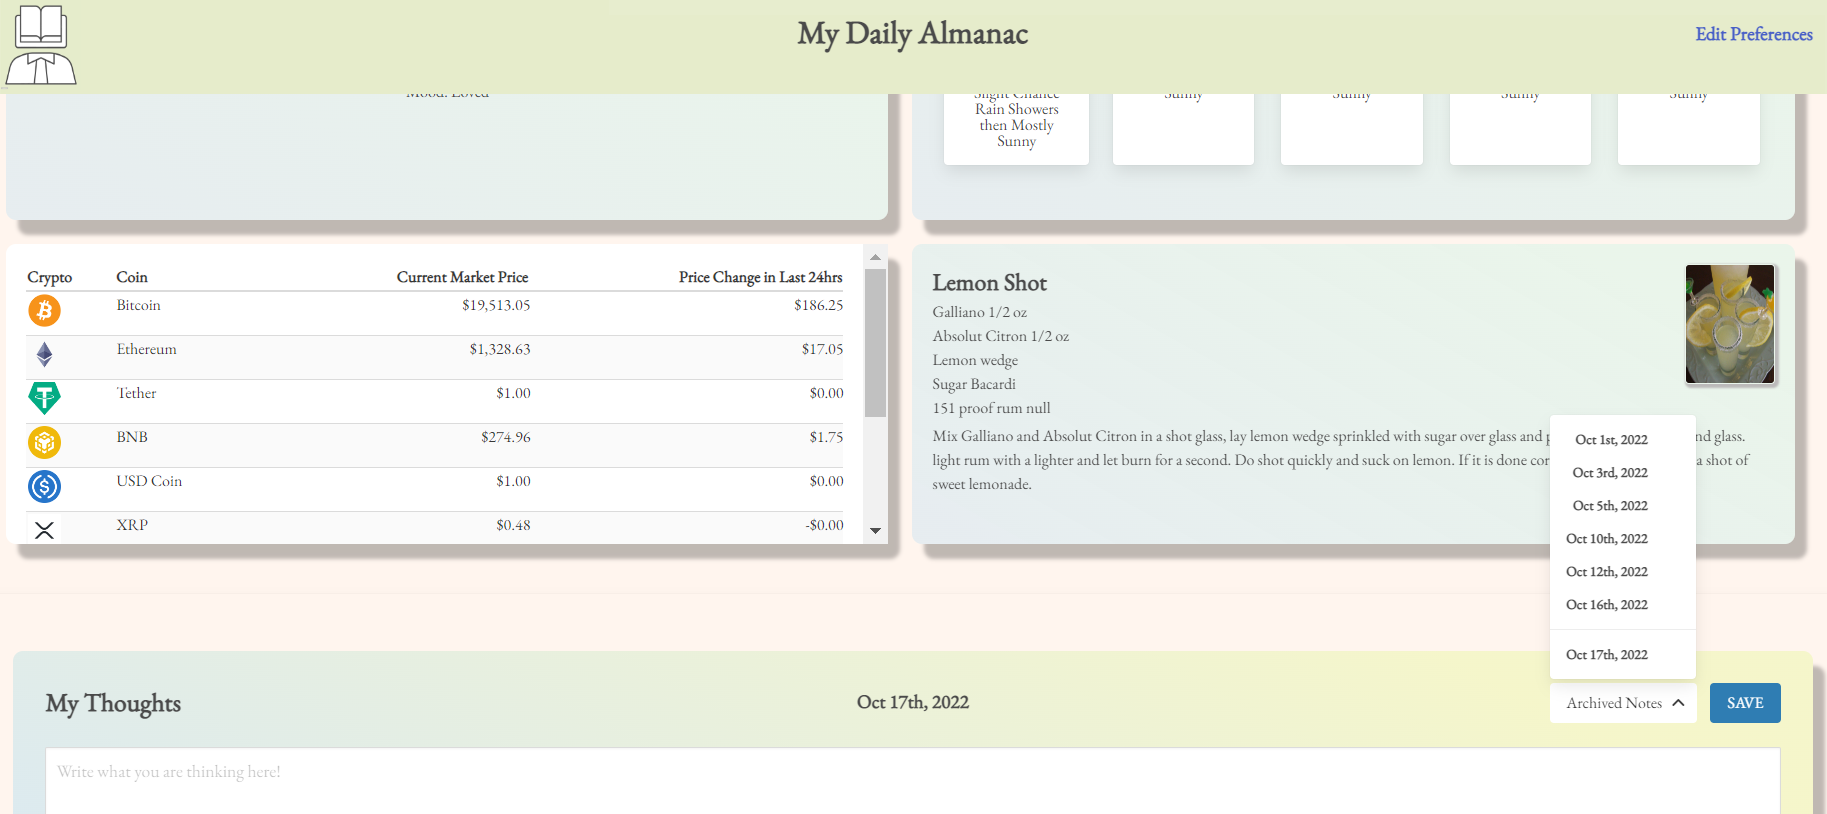 My Daily Almanac
Edit Preferences
Mood: Loved
Slight Chance
Rain Showers
then Mostly
Sunny
Sunny
Sunny
Sunny
Sunny
Crypto Coin Current Market Price Price Change in Last 24hrs
Bitcoin $19,513.05 $186.25
Ethereum $1,328.63 $17.05
Tether $1.00 $0.00
BNB $274.96 $1.75
USD Coin $1.00 $0.00
XRP $0.48 -$0.00
Lemon Shot
Galliano 1/2 oz
Absolut Citron 1/2 oz
Lemon wedge
Sugar Bacardi
151 proof rum null
Mix Galliano and Absolut Citron in a shot glass, lay lemon wedge sprinkled with sugar over glass and nd glass.
light rum with a lighter and let burn for a second. Do shot quickly and suck on lemon. If it is done cor a shot of
sweet lemonade.
Oct 1st, 2022
Oct 3rd, 2022
Oct 5th, 2022
Oct 10th, 2022
Oct 12th, 2022
Oct 16th, 2022
Oct 17th, 2022
My Thoughts
Oct 17th, 2022
Archived Notes
SAVE
Write what you are thinking here!